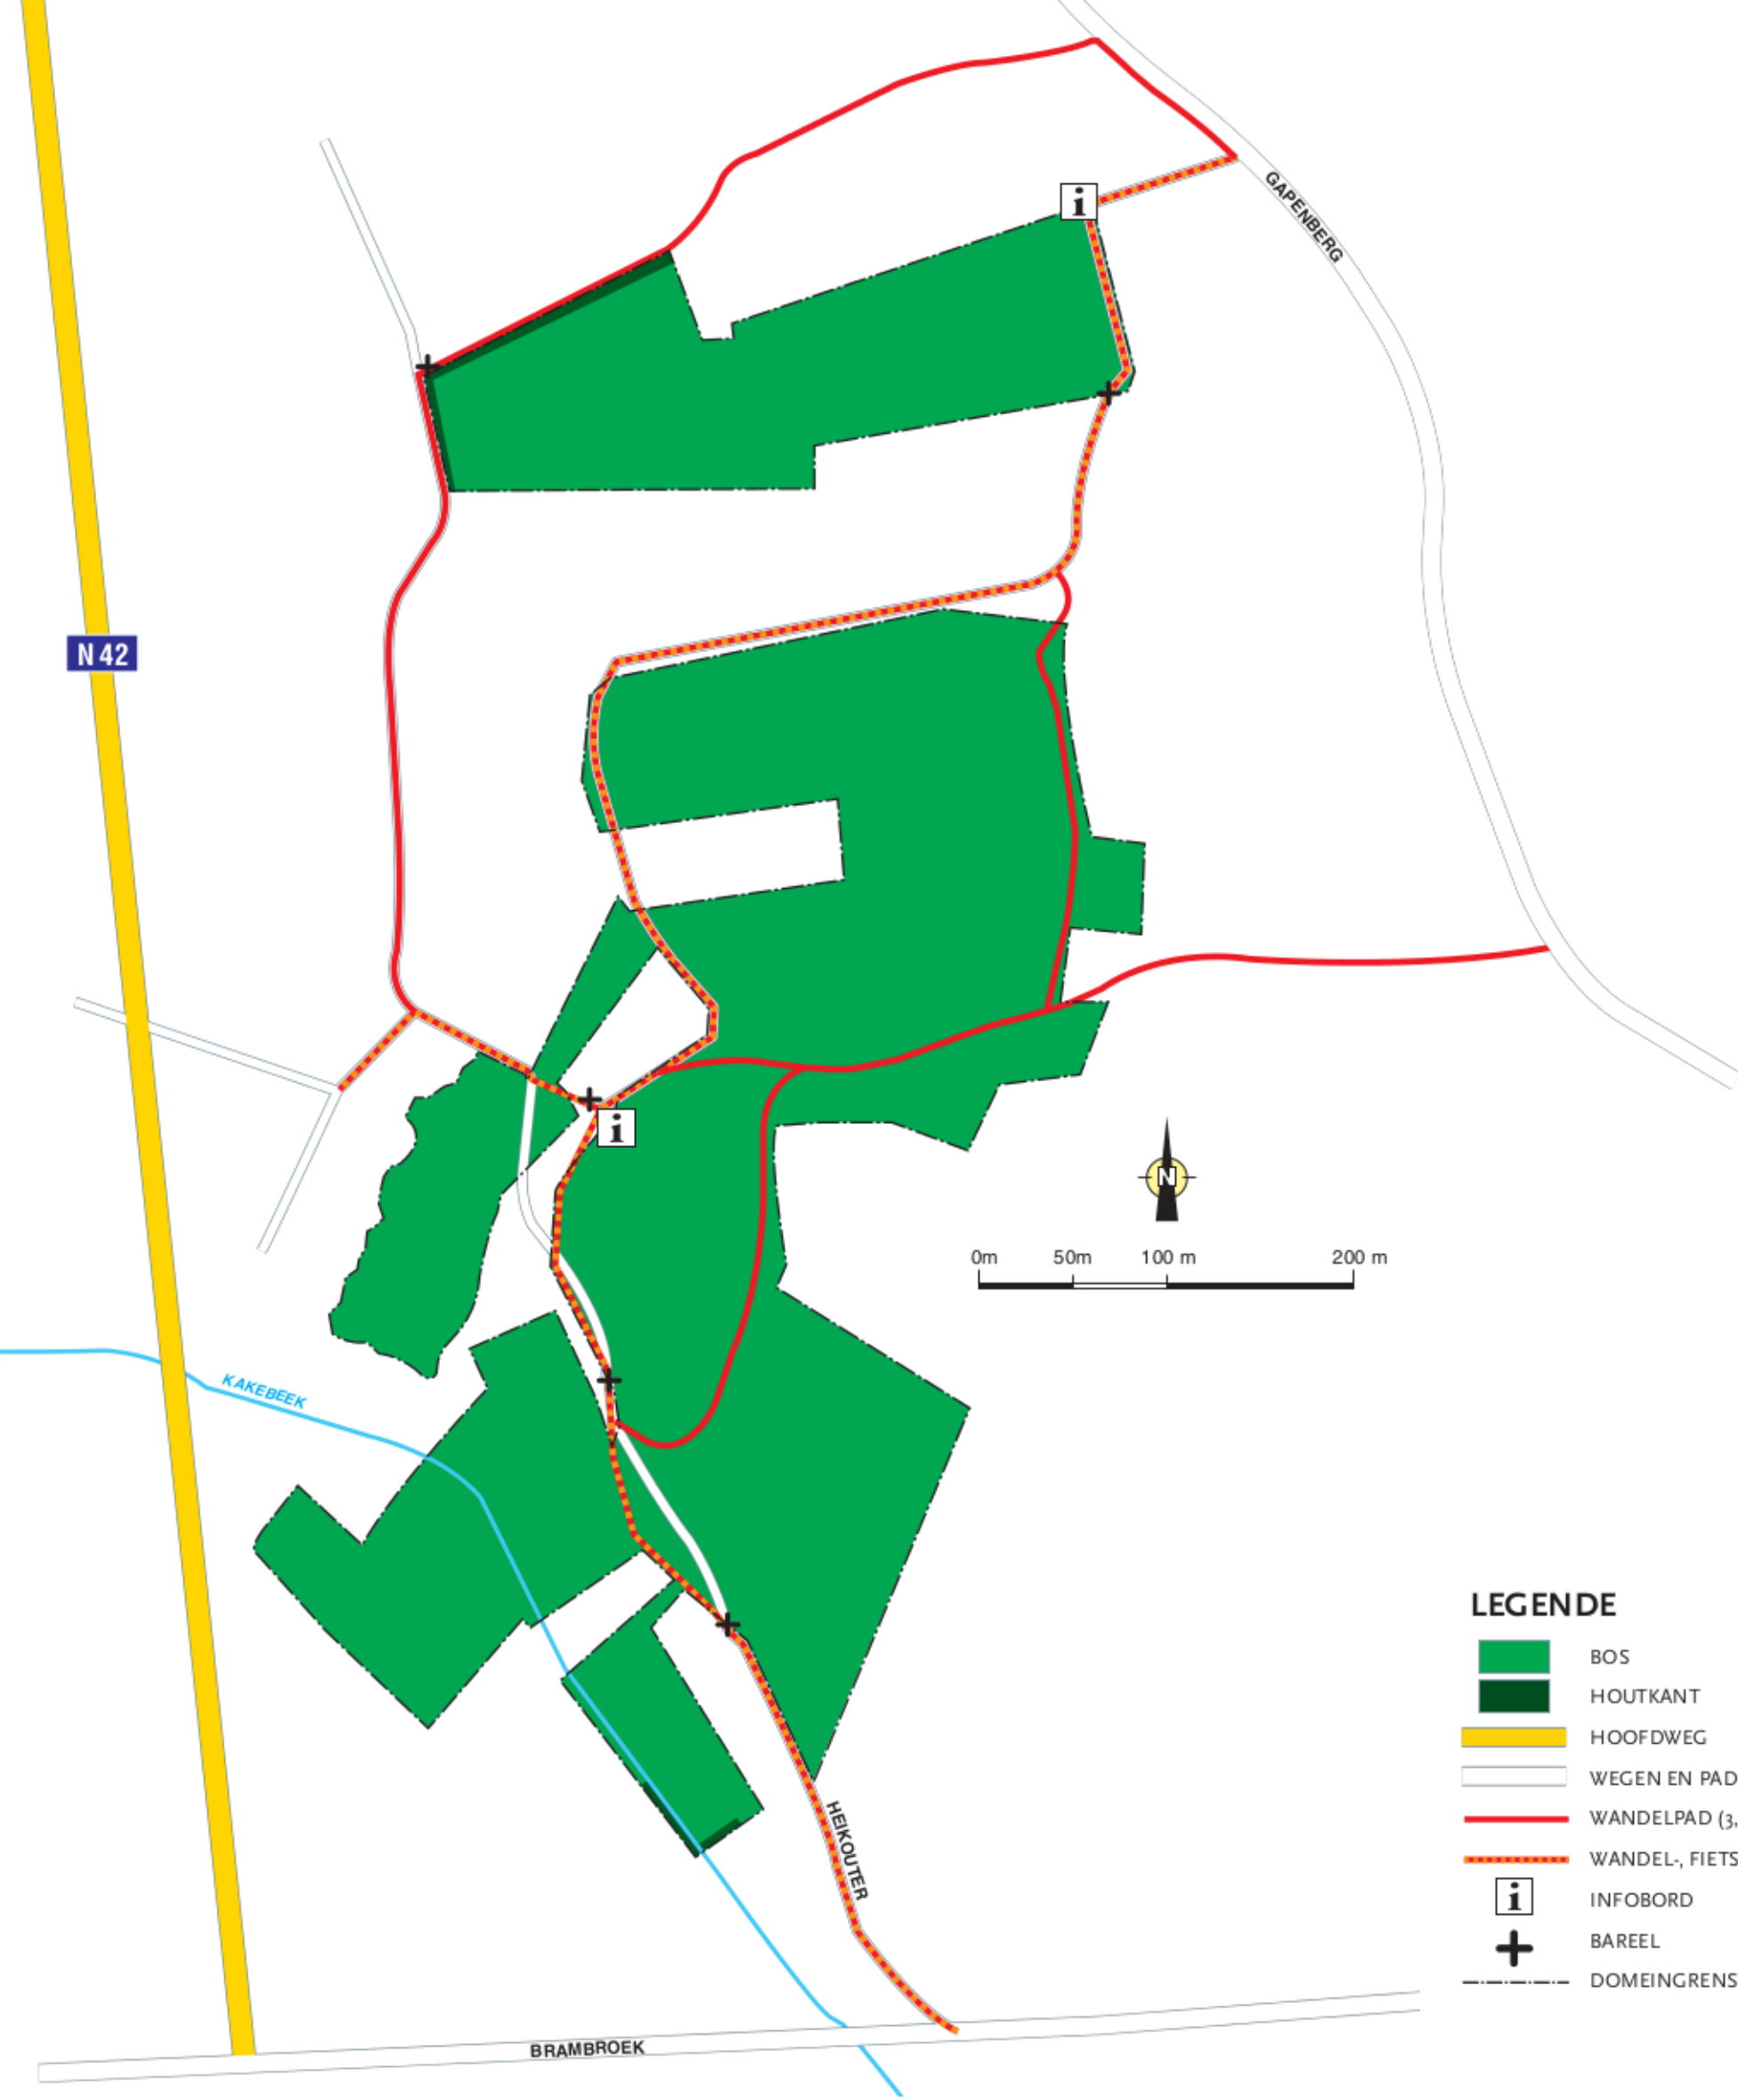 GAPENBERG
i
N 42
i
N
0m 50m 100 m 200 m
KAKEBEEK
LEGENDE
BOS
HOUTKANT
HOOFDWEG
WEGEN EN PAD
WANDELPAD (3,
WANDEL-, FIETS
i INFOBORD
BAREEL
DOMEINGRENS
HEIKOUTER
BRAMBROEK